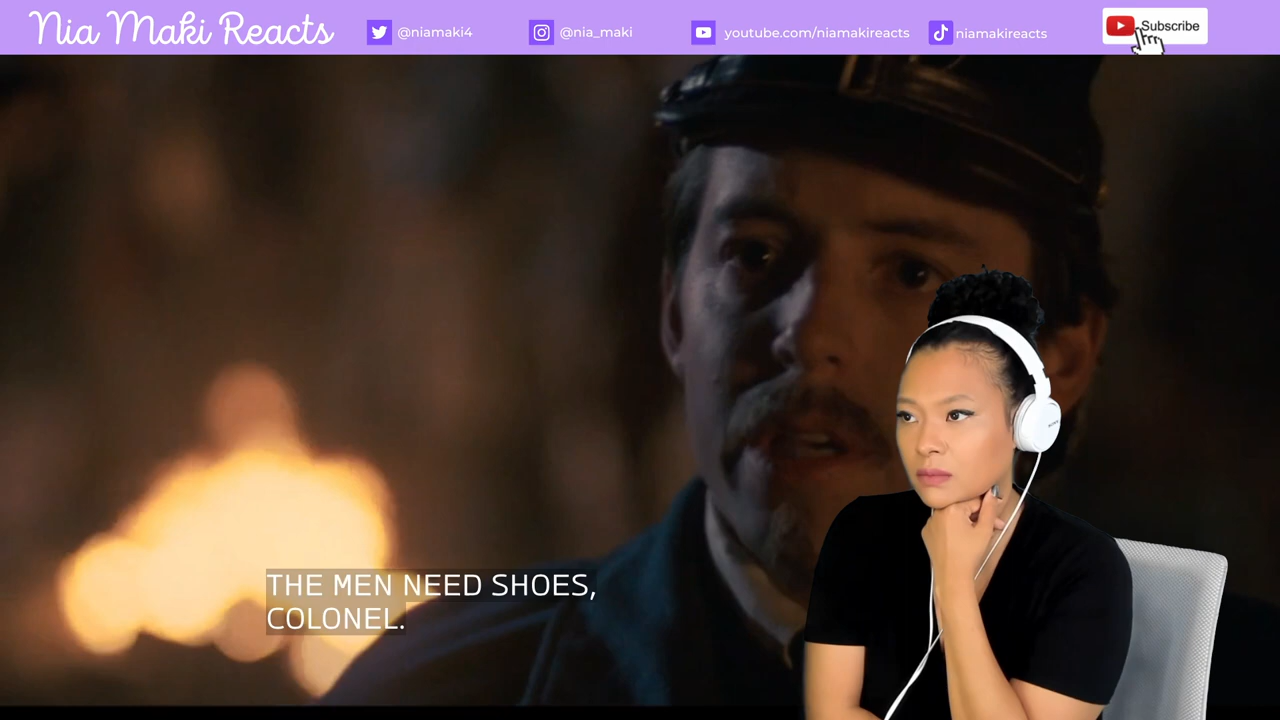 Nia Maki Reacts
@niamaki4
@nia_maki
youtube.com/niamakireacts
niamakireacts
Subscribe
THE MEN NEED SHOES,
COLONEL.